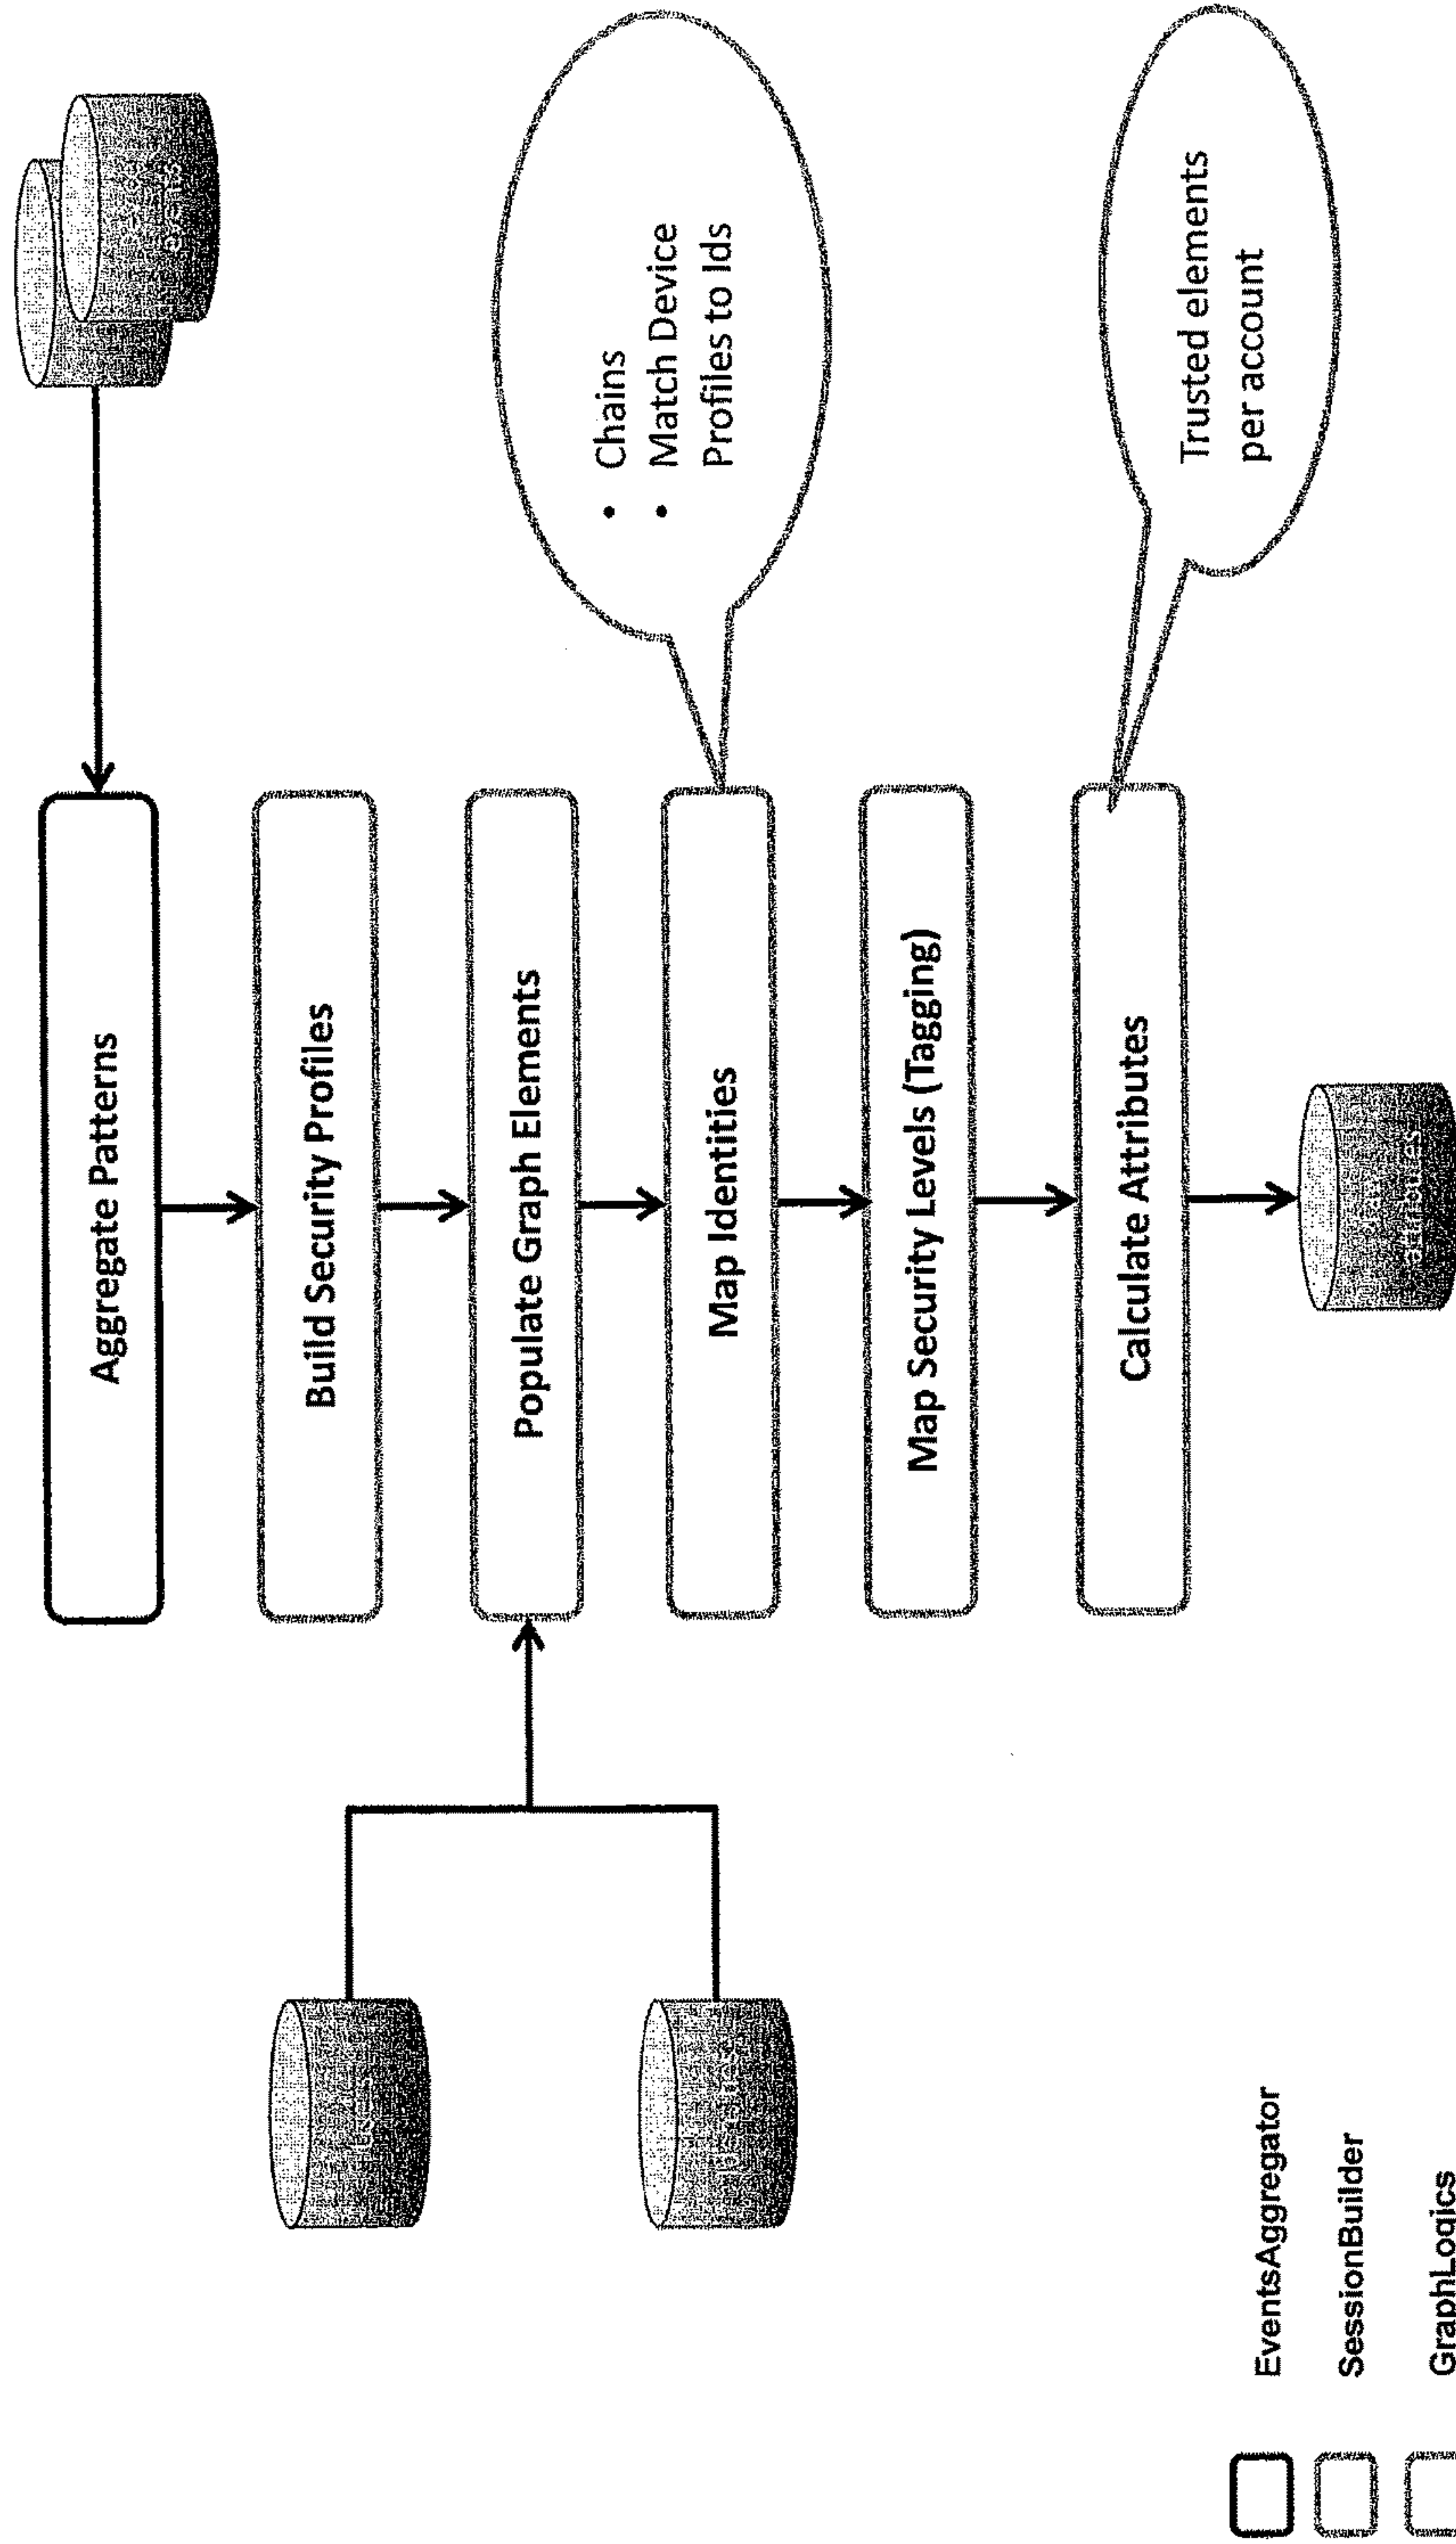 events
Aggregate Patterns
Build Security Profiles
Populate Graph Elements
Map Identities
• Chains
• Match Device
Profiles to Ids
Map Security Levels (Tagging)
Calculate Attributes
Trusted elements
per account
EventsAggregator
SessionBuilder
GraphLogics